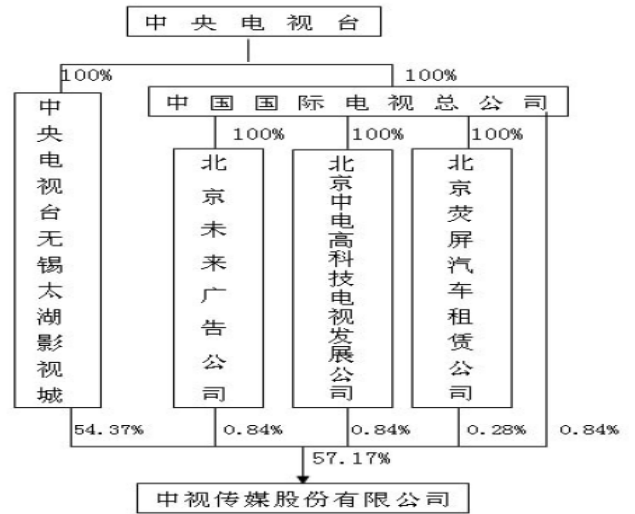 中央电视台
100%
100%
中央电视台无锡太湖影视城
中国国际电视总公司
100%
100%
100%
北京未来广告公司
北京中电高科技电视发展公司
北京荧屏汽车租赁公司
54.37%
0.84%
0.84%
0.28%
0.84%
57.17%
中视传媒股份有限公司